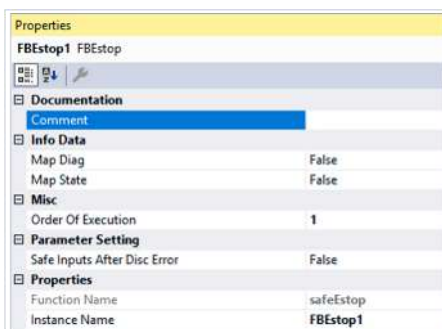 Properties
FBEstop1 FBEstop
Documentation
Comment
Info Data
Map Diag False
Map State False
Misc
Order Of Execution 1
Parameter Setting
Safe Inputs After Disc Error False
Properties
Function Name safeEstop
Instance Name FBEstop1